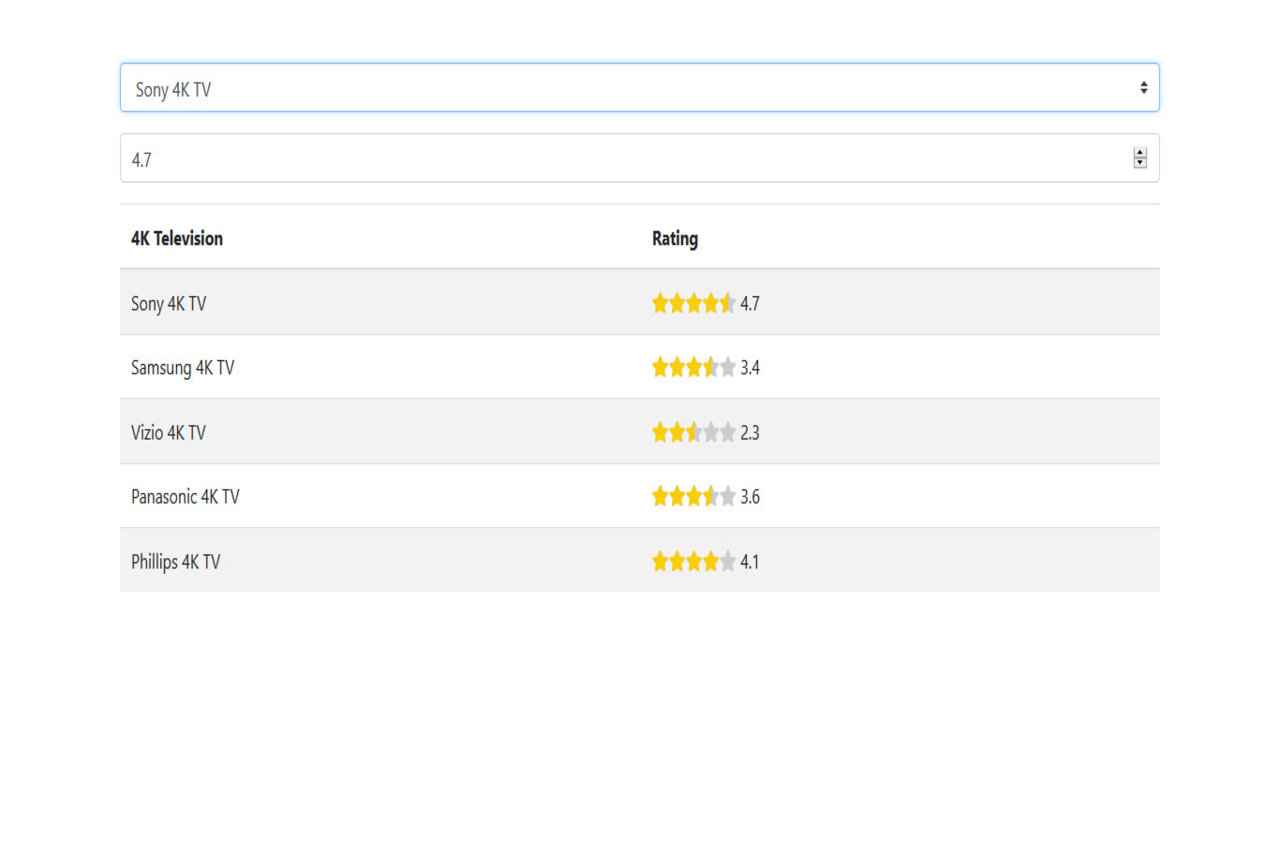 Sony 4K TV
4.7
4K Television Rating
Sony 4K TV 4.7
Samsung 4K TV 3.4
Vizio 4K TV 2.3
Panasonic 4K TV 3.6
Phillips 4K TV 4.1